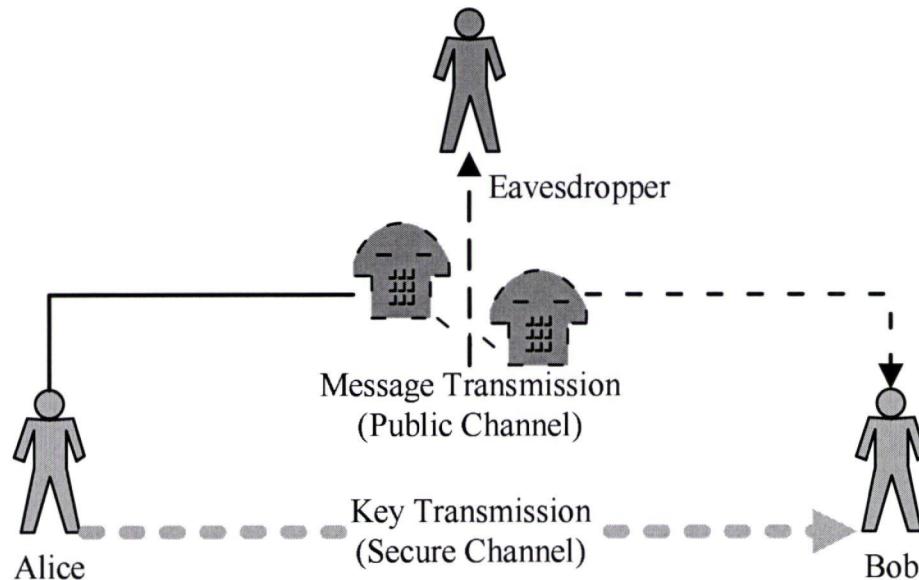 Eavesdropper
Message Transmission
(Public Channel)
Key Transmission
(Secure Channel)
Alice
Bob